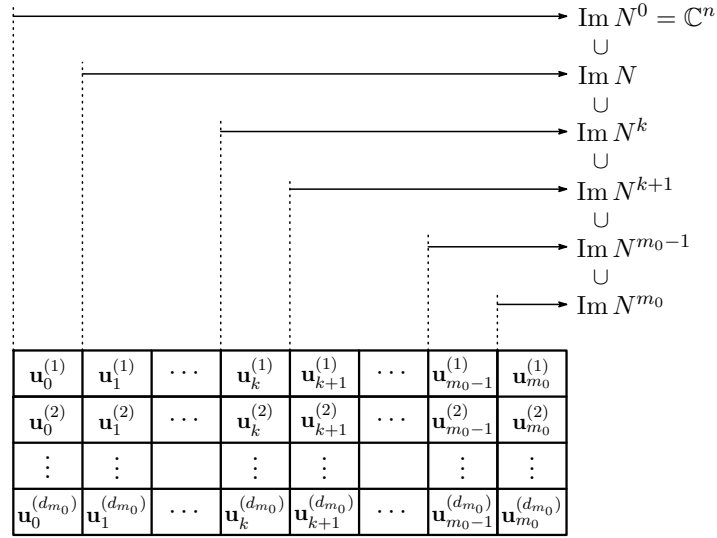 Im N^0 = ℂ^n
∪
Im N
∪
Im N^k
∪
Im N^{k+1}
∪
Im N^{m_0−1}
∪
Im N^{m_0}
u_0^{(1)} u_1^{(1)} ⋯ u_k^{(1)} u_{k+1}^{(1)} ⋯ u_{m_0−1}^{(1)} u_{m_0}^{(1)}
u_0^{(2)} u_1^{(2)} ⋯ u_k^{(2)} u_{k+1}^{(2)} ⋯ u_{m_0−1}^{(2)} u_{m_0}^{(2)}
⋮ ⋮ ⋮ ⋮ ⋮ ⋮
u_0^{(d_{m_0})} u_1^{(d_{m_0})} ⋯ u_k^{(d_{m_0})} u_{k+1}^{(d_{m_0})} ⋯ u_{m_0−1}^{(d_{m_0})} u_{m_0}^{(d_{m_0})}